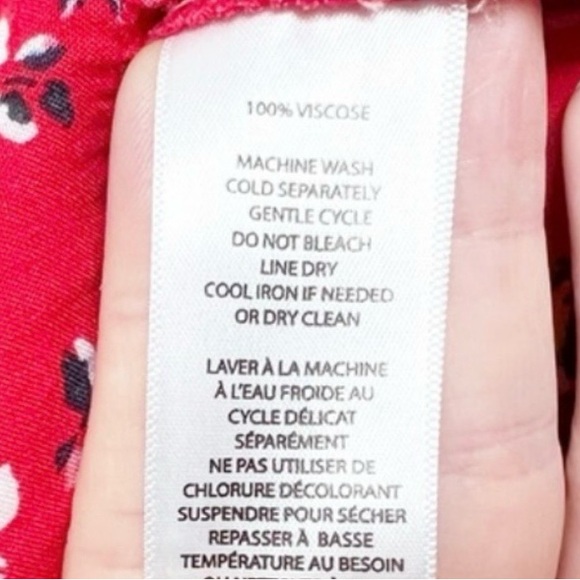 100% VISCOSE
MACHINE WASH
COLD SEPARATELY
GENTLE CYCLE
DO NOT BLEACH
LINE DRY
COOL IRON IF NEEDED
OR DRY CLEAN
LAVER À LA MACHINE
À L'EAU FROIDE AU
CYCLE DÉLICAT
SÉPARÉMENT
NE PAS UTILISER DE
CHLORURE DÉCOLORANT
SUSPENDRE POUR SÉCHER
REPASSER À BASSE
TEMPÉRATURE AU BESOIN